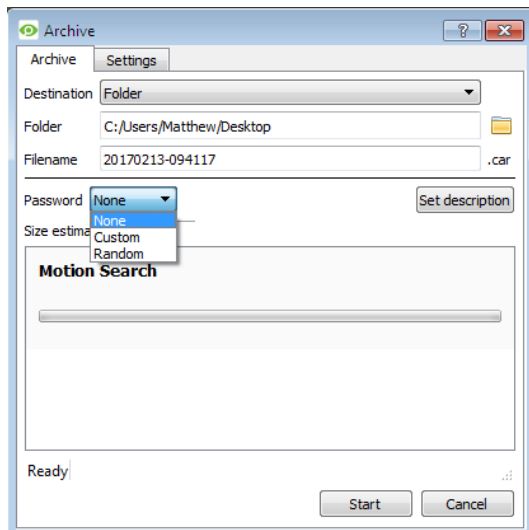 Archive
Archive Settings
Destination Folder
Folder C:/Users/Matthew/Desktop
Filename 20170213-094117 .car
Password None Set description
None
Size estima
Custom
Random
Motion Search
Ready
Start Cancel